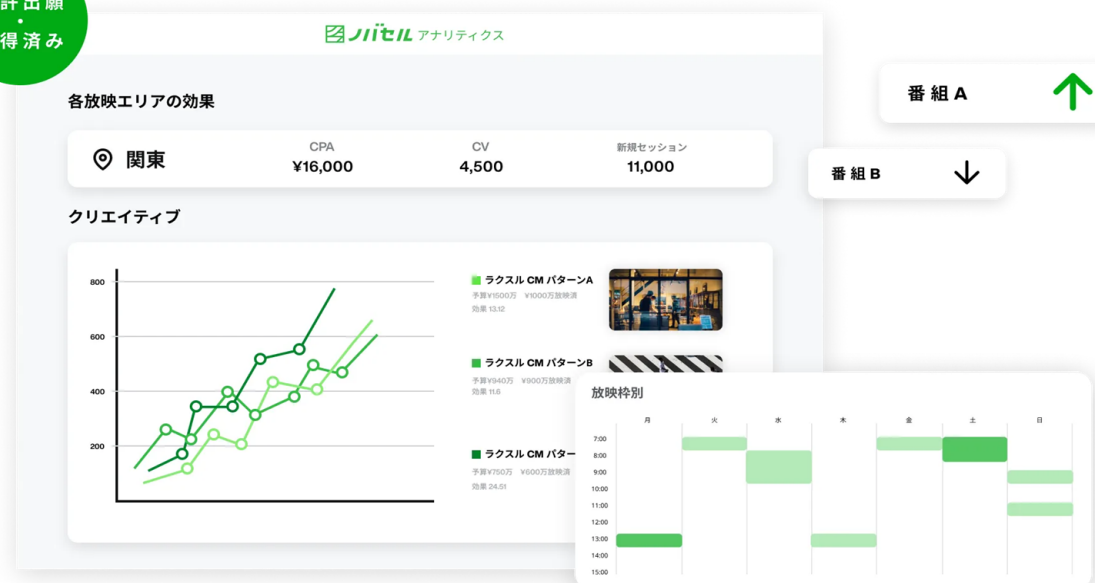 計出願
・
得済み
ノバセル アナリティクス
各放映エリアの効果
関東
CPA
¥16,000
CV
4,500
新規セッション
11,000
番組A
番組B
クリエイティブ
800
600
400
200
ラクスル CM パターンA
予算¥1500万 ¥1000万放映済
効果 13.12
ラクスル CM パターンB
予算¥940万 ¥900万放映済
効果 11.6
ラクスル CM パター
予算¥750万 ¥600万放映済
効果 24.51
放映枠別
月 火 水 木 金 土 日
7:00
8:00
9:00
10:00
11:00
12:00
13:00
14:00
15:00